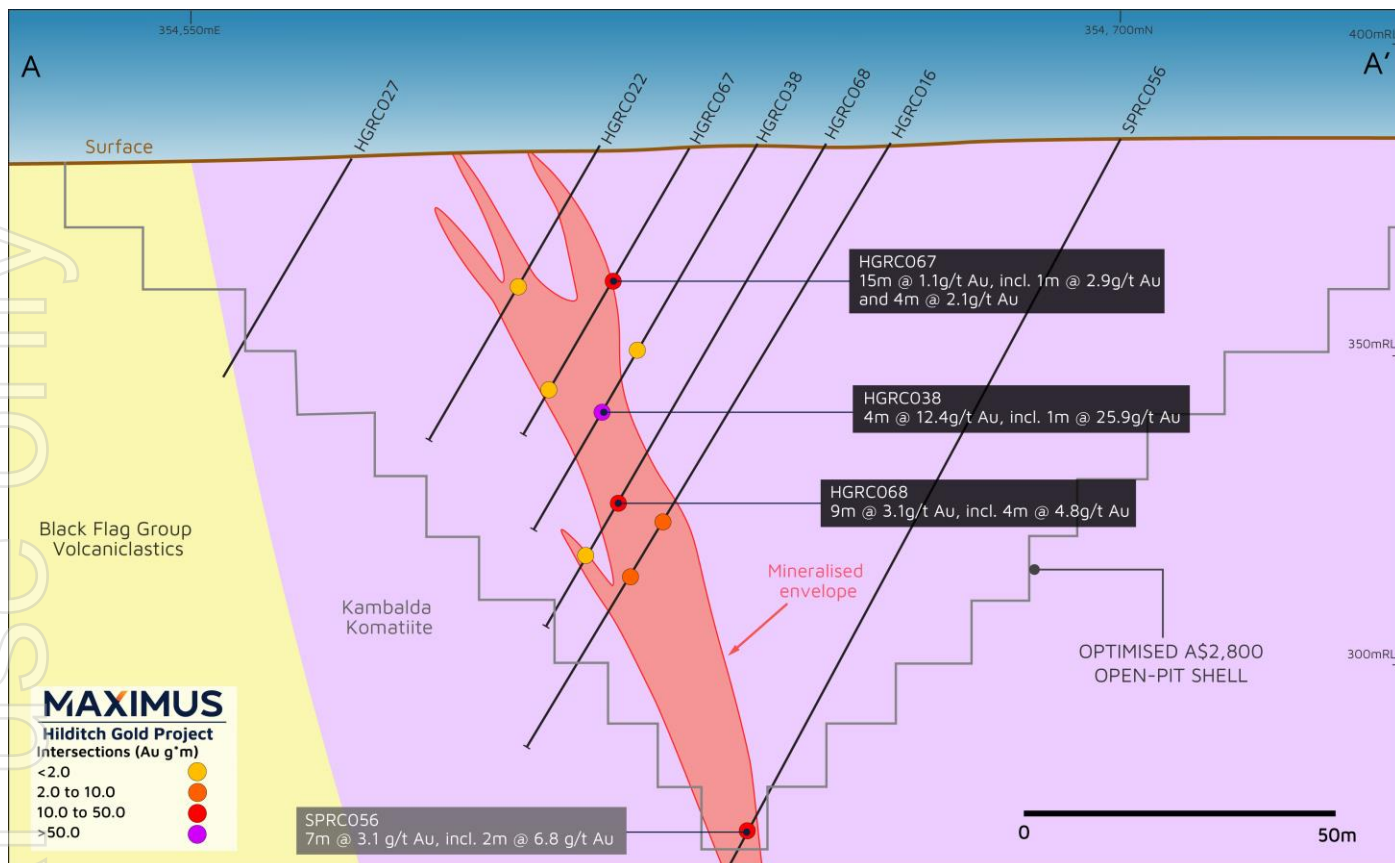 354,550mE
354, 700mN
400mRL
A
A'
HGRC027
HGRC022
HGRC067
HGRC038
HGRC068
HGRC016
SPRC056
Surface
HGRC067
15m @ 1.1g/t Au, incl. 1m @ 2.9g/t Au
and 4m @ 2.1g/t Au
350mRL
HGRC038
4m @ 12.4g/t Au, incl. 1m @ 25.9g/t Au
HGRC068
9m @ 3.1g/t Au, incl. 4m @ 4.8g/t Au
Black Flag Group
Volcaniclastics
Kambalda
Komatiite
Mineralised
envelope
OPTIMISED A$2,800
OPEN-PIT SHELL
300mRL
MAXIMUS
Hilditch Gold Project
Intersections (Au g*m)
<2.0
2.0 to 10.0
10.0 to 50.0
>50.0
SPRC056
7m @ 3.1 g/t Au, incl. 2m @ 6.8 g/t Au
0
50m
only